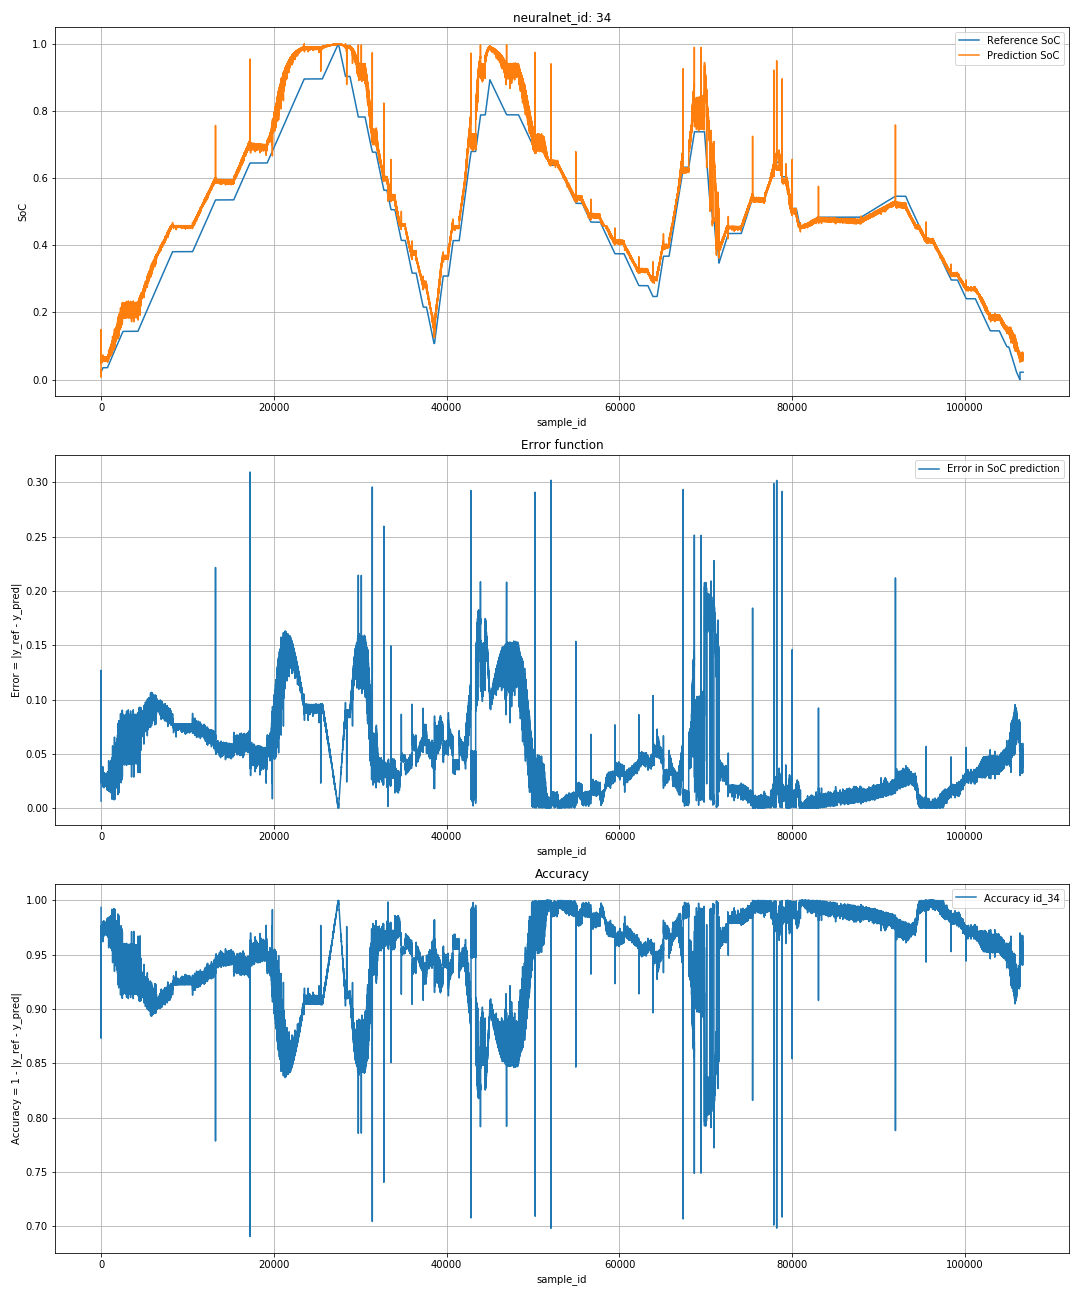 neuralnet_id: 34
Reference SoC
Prediction SoC
1.0
0.8
0.6
0.4
0.2
0.0
SoC
0 20000 40000 60000 80000 100000
sample_id
Error function
Error in SoC prediction
0.30
0.25
0.20
0.15
0.10
0.05
0.00
Error = |y_ref - y_pred|
0 20000 40000 60000 80000 100000
sample_id
Accuracy
Accuracy id_34
1.00
0.95
0.90
0.85
0.80
0.75
0.70
Accuracy = 1 - |y_ref - y_pred|
0 20000 40000 60000 80000 100000
sample_id